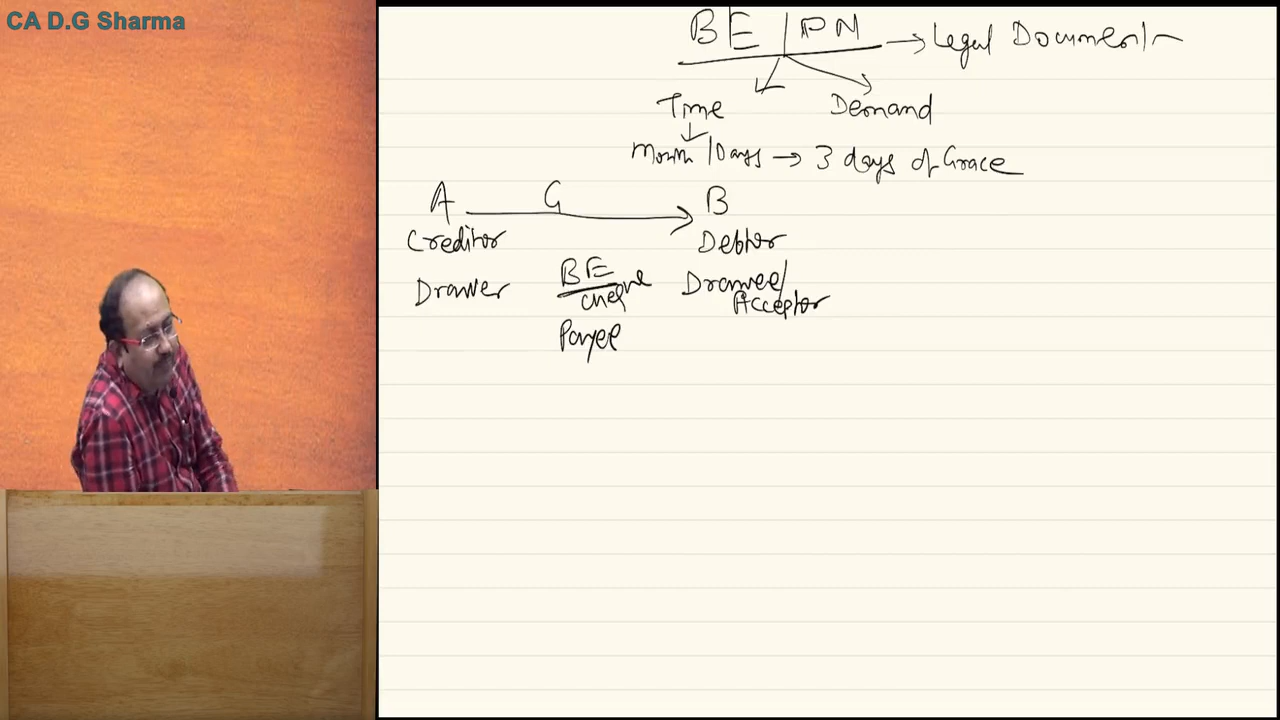 CA D.G Sharma
BE / PN → Legal Document
Time Demand
Month / Days → 3 days of Grace
A G B
Creditor Debtor
Drawer BE Drawee/
Cheque Acceptor
Payee